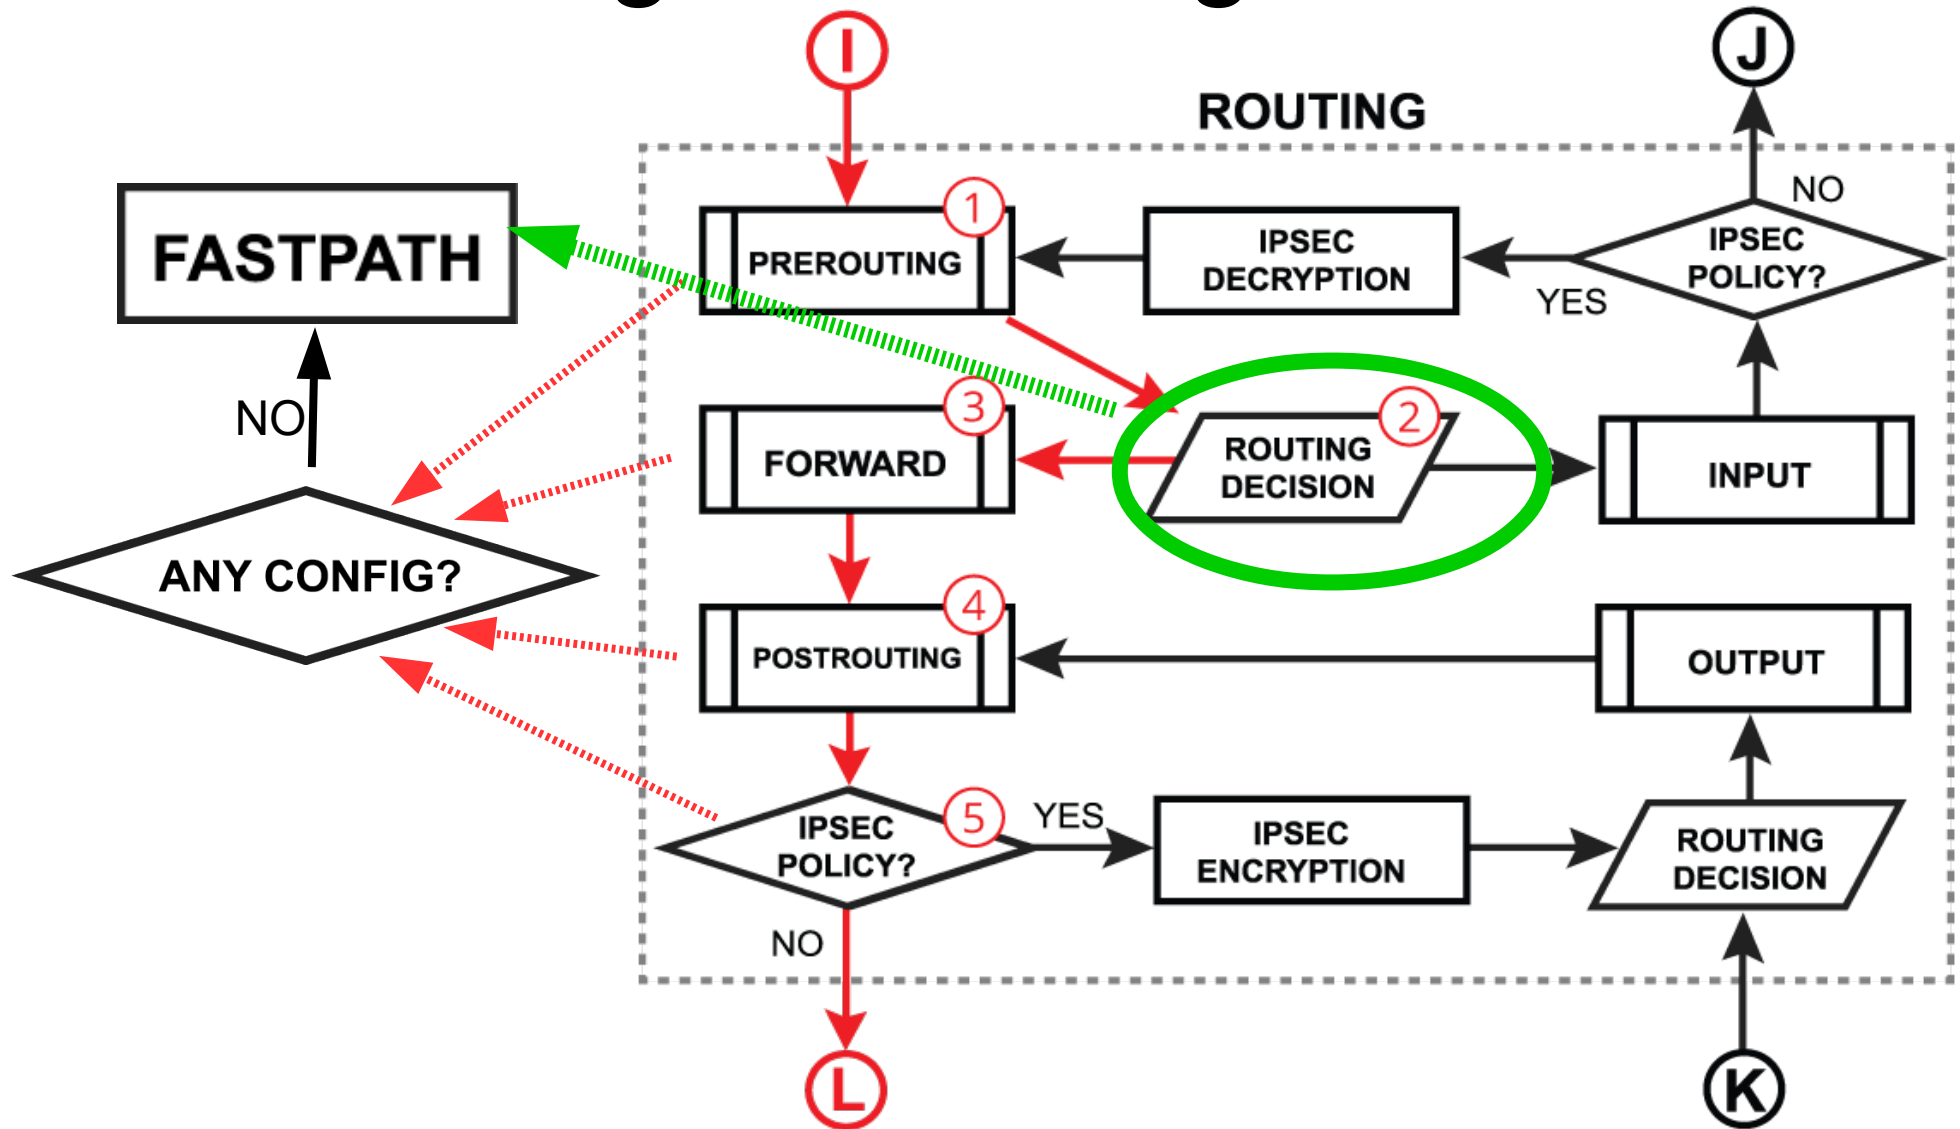 I
J
ROUTING
NO
FASTPATH
1
PREROUTING
IPSEC
DECRYPTION
IPSEC
POLICY?
YES
NO
3
FORWARD
2
ROUTING
DECISION
INPUT
ANY CONFIG?
4
POSTROUTING
OUTPUT
5
IPSEC
POLICY?
YES
IPSEC
ENCRYPTION
ROUTING
DECISION
NO
L
K